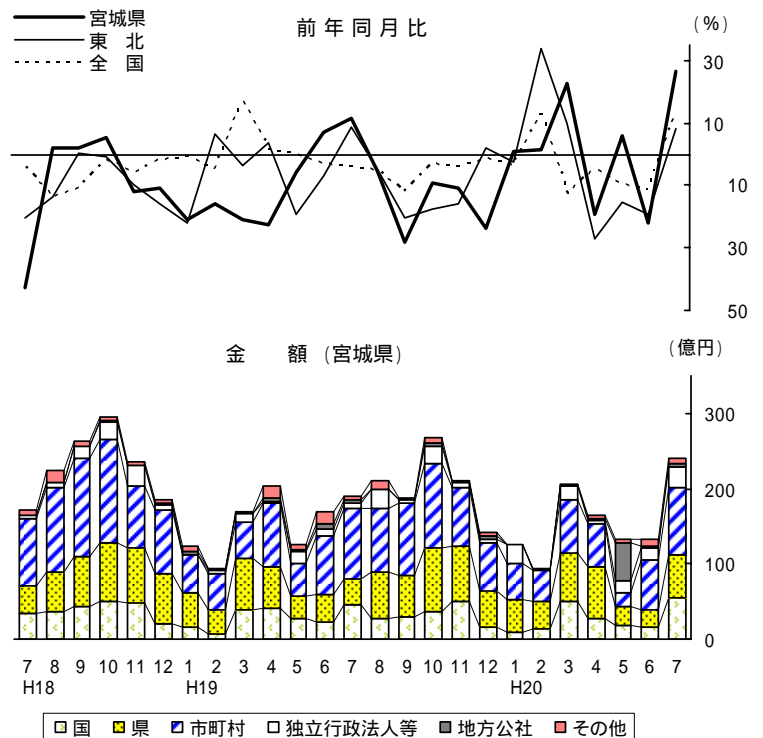 宮城県
東 北
全 国
前年同月比
(%)
30
10
10
30
50
金 額 (宮城県)
(億円)
300
200
100
0
7 8 9 10 11 12 1 2 3 4 5 6 7 8 9 10 11 12 1 2 3 4 5 6 7
H18 H19 H20
国 県 市町村 独立行政法人等 地方公社 その他